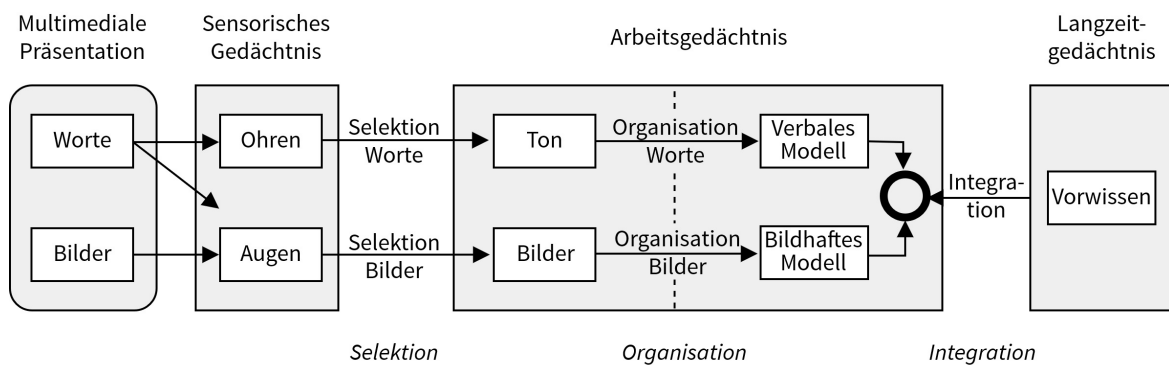 Multimediale
Präsentation
Sensorisches
Gedächtnis
Arbeitsgedächtnis
Langzeit-
gedächtnis
Worte
Ohren
Selektion
Worte
Ton
Organisation
Worte
Verbales
Modell
Integra-
tion
Vorwissen
Bilder
Augen
Selektion
Bilder
Bilder
Organisation
Bilder
Bildhaftes
Modell
Selektion
Organisation
Integration